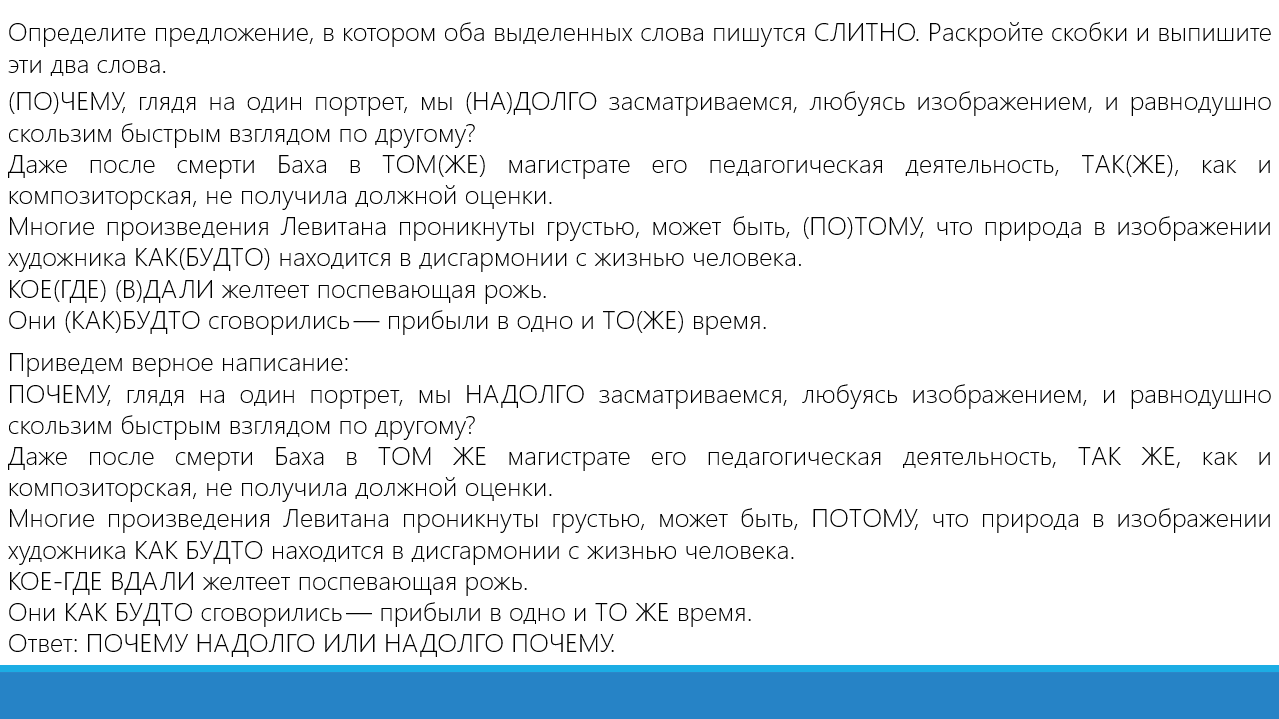 Определите предложение, в котором оба выделенных слова пишутся СЛИТНО. Раскройте скобки и выпишите
эти два слова.
(ПО)ЧЕМУ, глядя на один портрет, мы (НА)ДОЛГО засматриваемся, любуясь изображением, и равнодушно
скользим быстрым взглядом по другому?
Даже после смерти Баха в ТОМ(ЖЕ) магистрате его педагогическая деятельность, ТАК(ЖЕ), как и
композиторская, не получила должной оценки.
Многие произведения Левитана проникнуты грустью, может быть, (ПО)ТОМУ, что природа в изображении
художника КАК(БУДТО) находится в дисгармонии с жизнью человека.
КОЕ(ГДЕ) (В)ДАЛИ желтеет поспевающая рожь.
Они (КАК)БУДТО сговорились — прибыли в одно и ТО(ЖЕ) время.
Приведем верное написание:
ПОЧЕМУ, глядя на один портрет, мы НАДОЛГО засматриваемся, любуясь изображением, и равнодушно
скользим быстрым взглядом по другому?
Даже после смерти Баха в ТОМ ЖЕ магистрате его педагогическая деятельность, ТАК ЖЕ, как и
композиторская, не получила должной оценки.
Многие произведения Левитана проникнуты грустью, может быть, ПОТОМУ, что природа в изображении
художника КАК БУДТО находится в дисгармонии с жизнью человека.
КОЕ-ГДЕ ВДАЛИ желтеет поспевающая рожь.
Они КАК БУДТО сговорились — прибыли в одно и ТО ЖЕ время.
Ответ: ПОЧЕМУ НАДОЛГО ИЛИ НАДОЛГО ПОЧЕМУ.